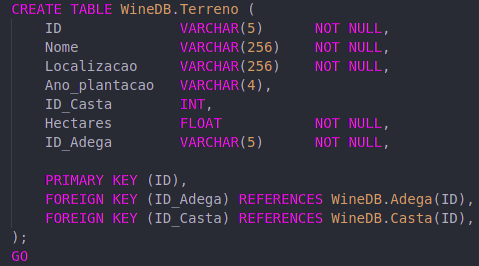 CREATE TABLE WineDB.Terreno (
    ID              VARCHAR(5)      NOT NULL,
    Nome            VARCHAR(256)    NOT NULL,
    Localizacao     VARCHAR(256)    NOT NULL,
    Ano_plantacao   VARCHAR(4),
    ID_Casta        INT,
    Hectares        FLOAT           NOT NULL,
    ID_Adega        VARCHAR(5)      NOT NULL,

    PRIMARY KEY (ID),
    FOREIGN KEY (ID_Adega) REFERENCES WineDB.Adega(ID),
    FOREIGN KEY (ID_Casta) REFERENCES WineDB.Casta(ID),
);
GO